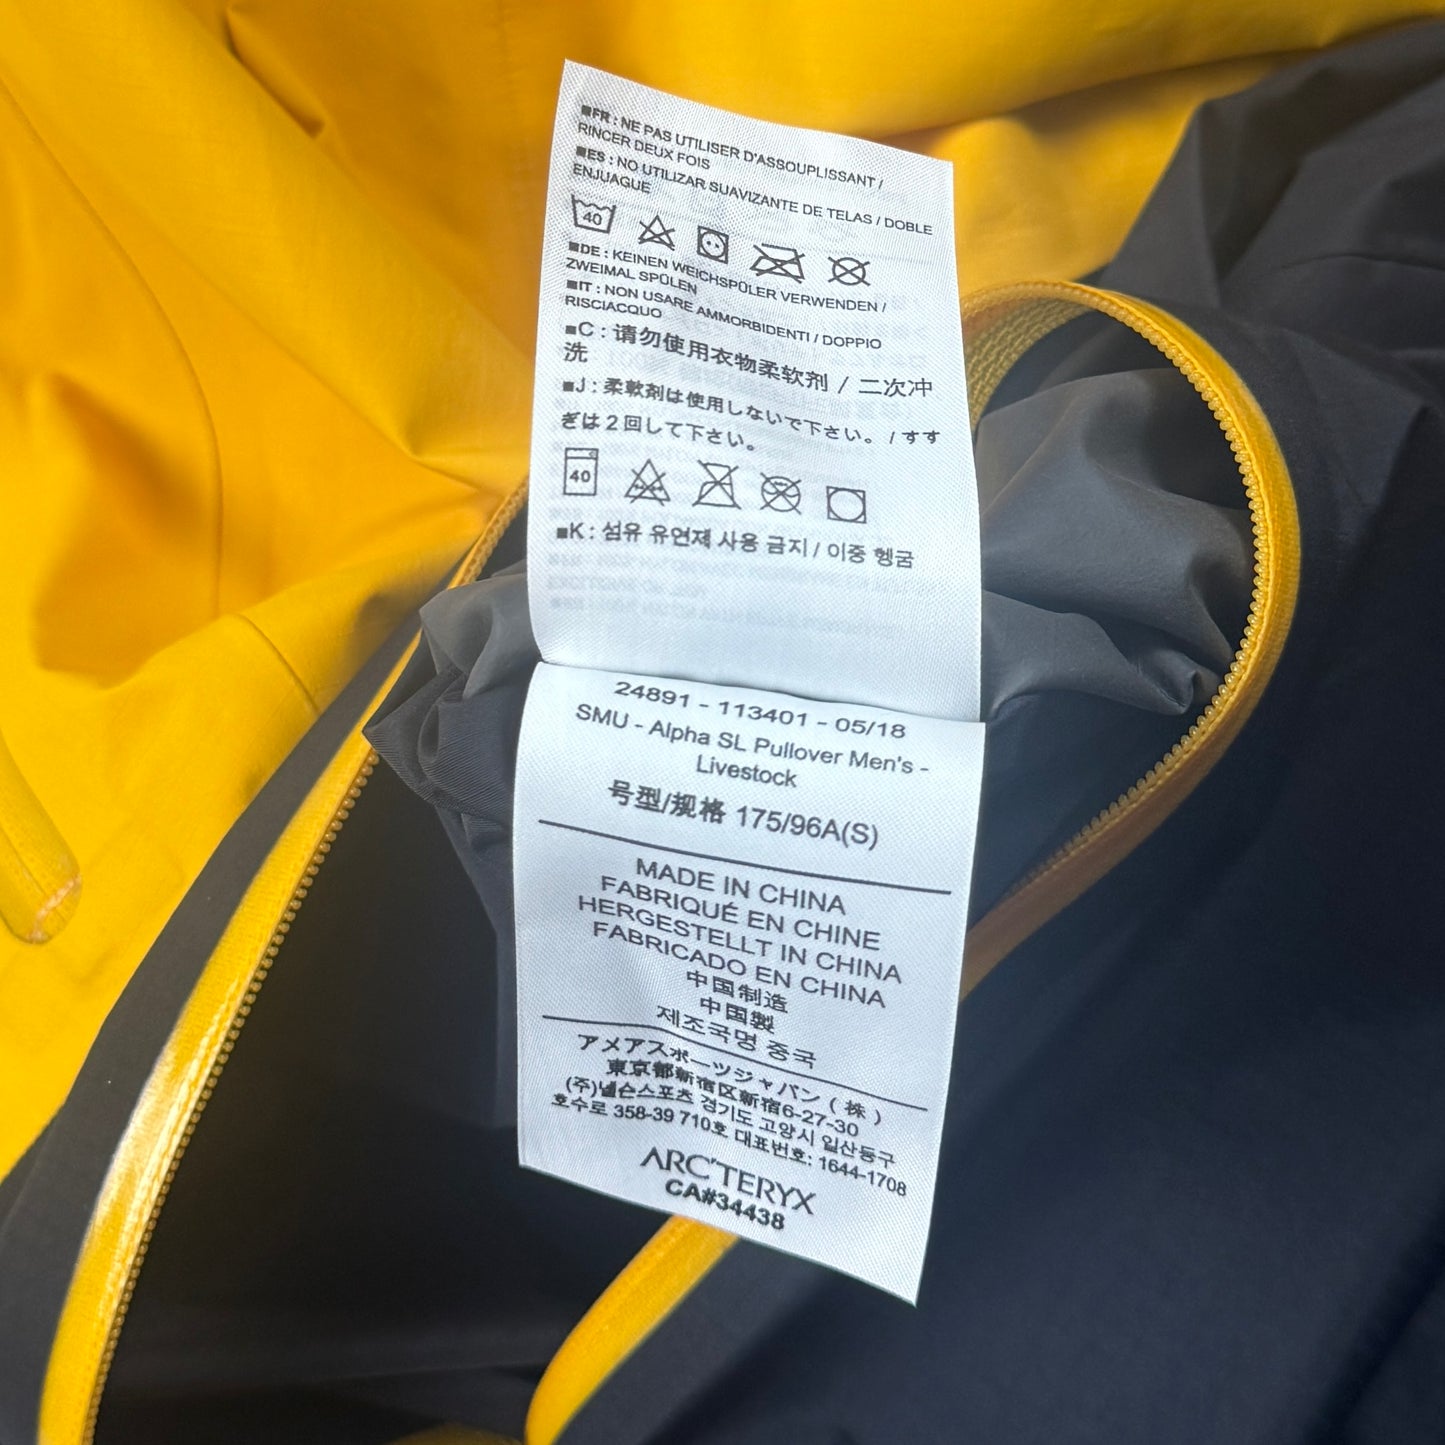 ■FR : NE PAS UTILISER D'ASSOUPLISSANT /
RINCER DEUX FOIS
■ES : NO UTILIZAR SUAVIZANTE DE TELAS / DOBLE
ENJUAGUE
40
■DE : KEINEN WEICHSPÜLER VERWENDEN /
ZWEIMAL SPÜLEN
■IT : NON USARE AMMORBIDENTI / DOPPIO
RISCIACQUO
■C : 请勿使用衣物柔软剂 / 二次冲
洗
■J : 柔軟剤は使用しないで下さい。 / すす
ぎは2回して下さい。
40
■K : 섬유 유연제 사용 금지 / 이중 헹굼
24891 - 113401 - 05/18
SMU - Alpha SL Pullover Men's -
Livestock
号型/规格 175/96A(S)
MADE IN CHINA
FABRIQUÉ EN CHINE
HERGESTELLT IN CHINA
FABRICADO EN CHINA
中国制造
中国製
제조국명 중국
アメアスポーツジャパン ( 株 )
東京都新宿区新宿6-27-30
(주)넬슨스포츠 경기도 고양시 일산동구
호수로 358-39 710호 대표번호: 1644-1708
ARC'TERYX
CA#34438